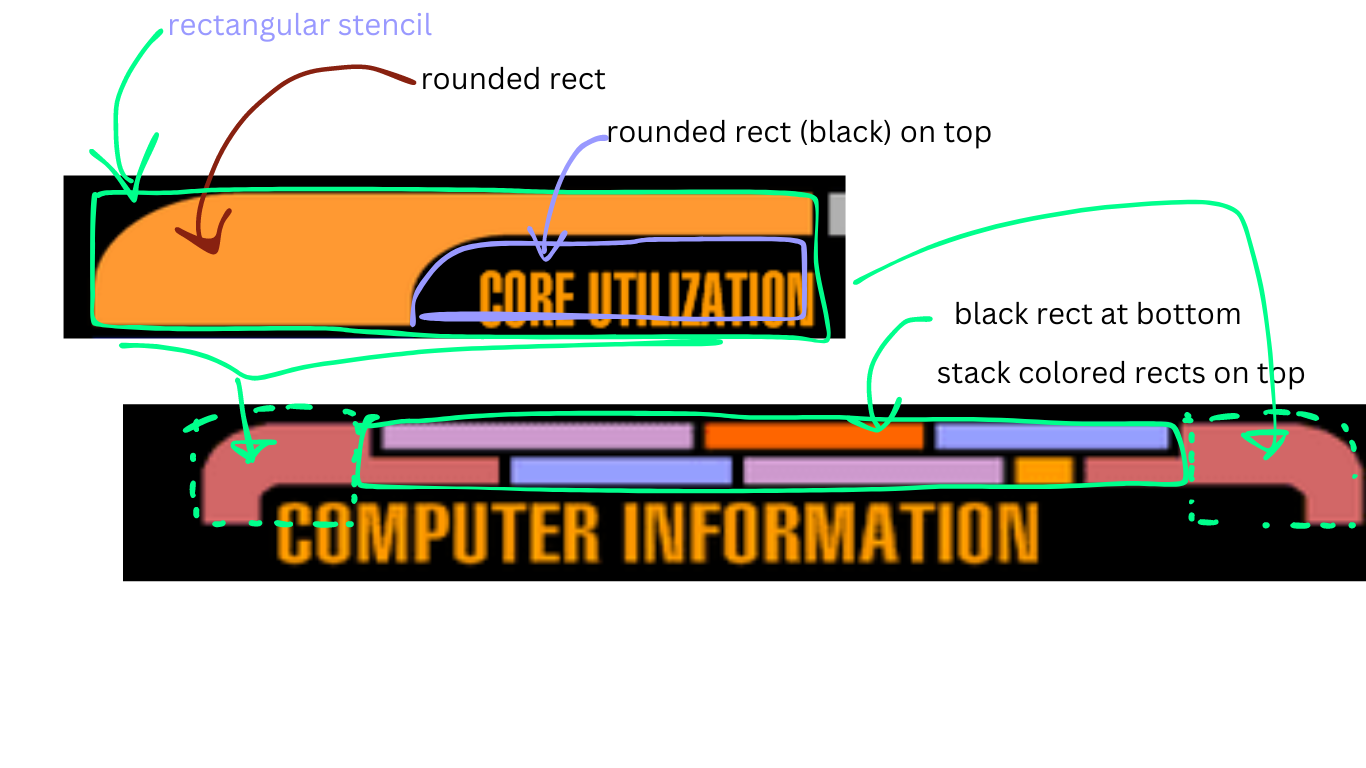 rectangular stencil
rounded rect
rounded rect (black) on top
CORE UTILIZATION
black rect at bottom
stack colored rects on top
COMPUTER INFORMATION